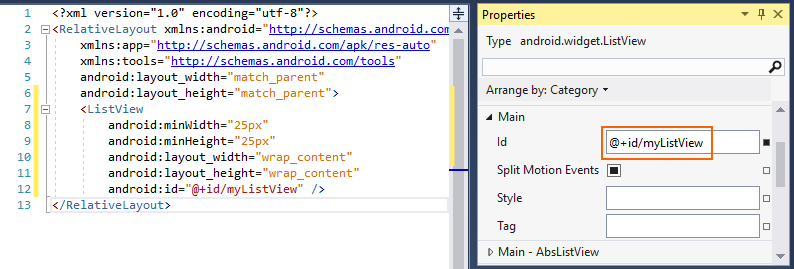 1 <?xml version="1.0" encoding="utf-8"?>
2 <RelativeLayout xmlns:android="http://schemas.android.com
3 xmlns:app="http://schemas.android.com/apk/res-auto"
4 xmlns:tools="http://schemas.android.com/tools"
5 android:layout_width="match_parent"
6 android:layout_height="match_parent">
7 <ListView
8 android:minWidth="25px"
9 android:minHeight="25px"
10 android:layout_width="wrap_content"
11 android:layout_height="wrap_content"
12 android:id="@+id/myListView" />
13 </RelativeLayout>
Properties
Type android.widget.ListView
Arrange by: Category
Main
Id @+id/myListView
Split Motion Events
Style
Tag
Main - AbsListView